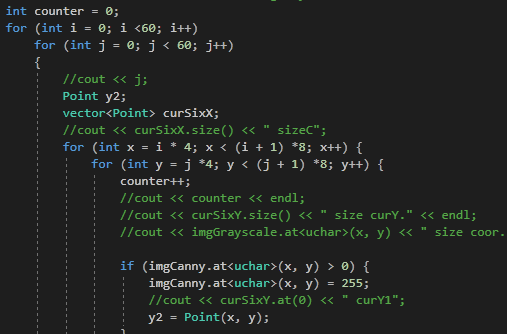 int counter = 0;
for (int i = 0; i <60; i++)
for (int j = 0; j < 60; j++)
{
//cout << j;
Point y2;
vector<Point> curSixX;
//cout << curSixX.size() << " sizeC";
for (int x = i * 4; x < (i + 1) *8; x++) {
for (int y = j *4; y < (j + 1) *8; y++) {
counter++;
//cout << counter << endl;
//cout << curSixY.size() << " size curY." << endl;
//cout << imgGrayscale.at<uchar>(x, y) << " size coor.
if (imgCanny.at<uchar>(x, y) > 0) {
imgCanny.at<uchar>(x, y) = 255;
//cout << curSixY.at(0) << " curY1";
y2 = Point(x, y);